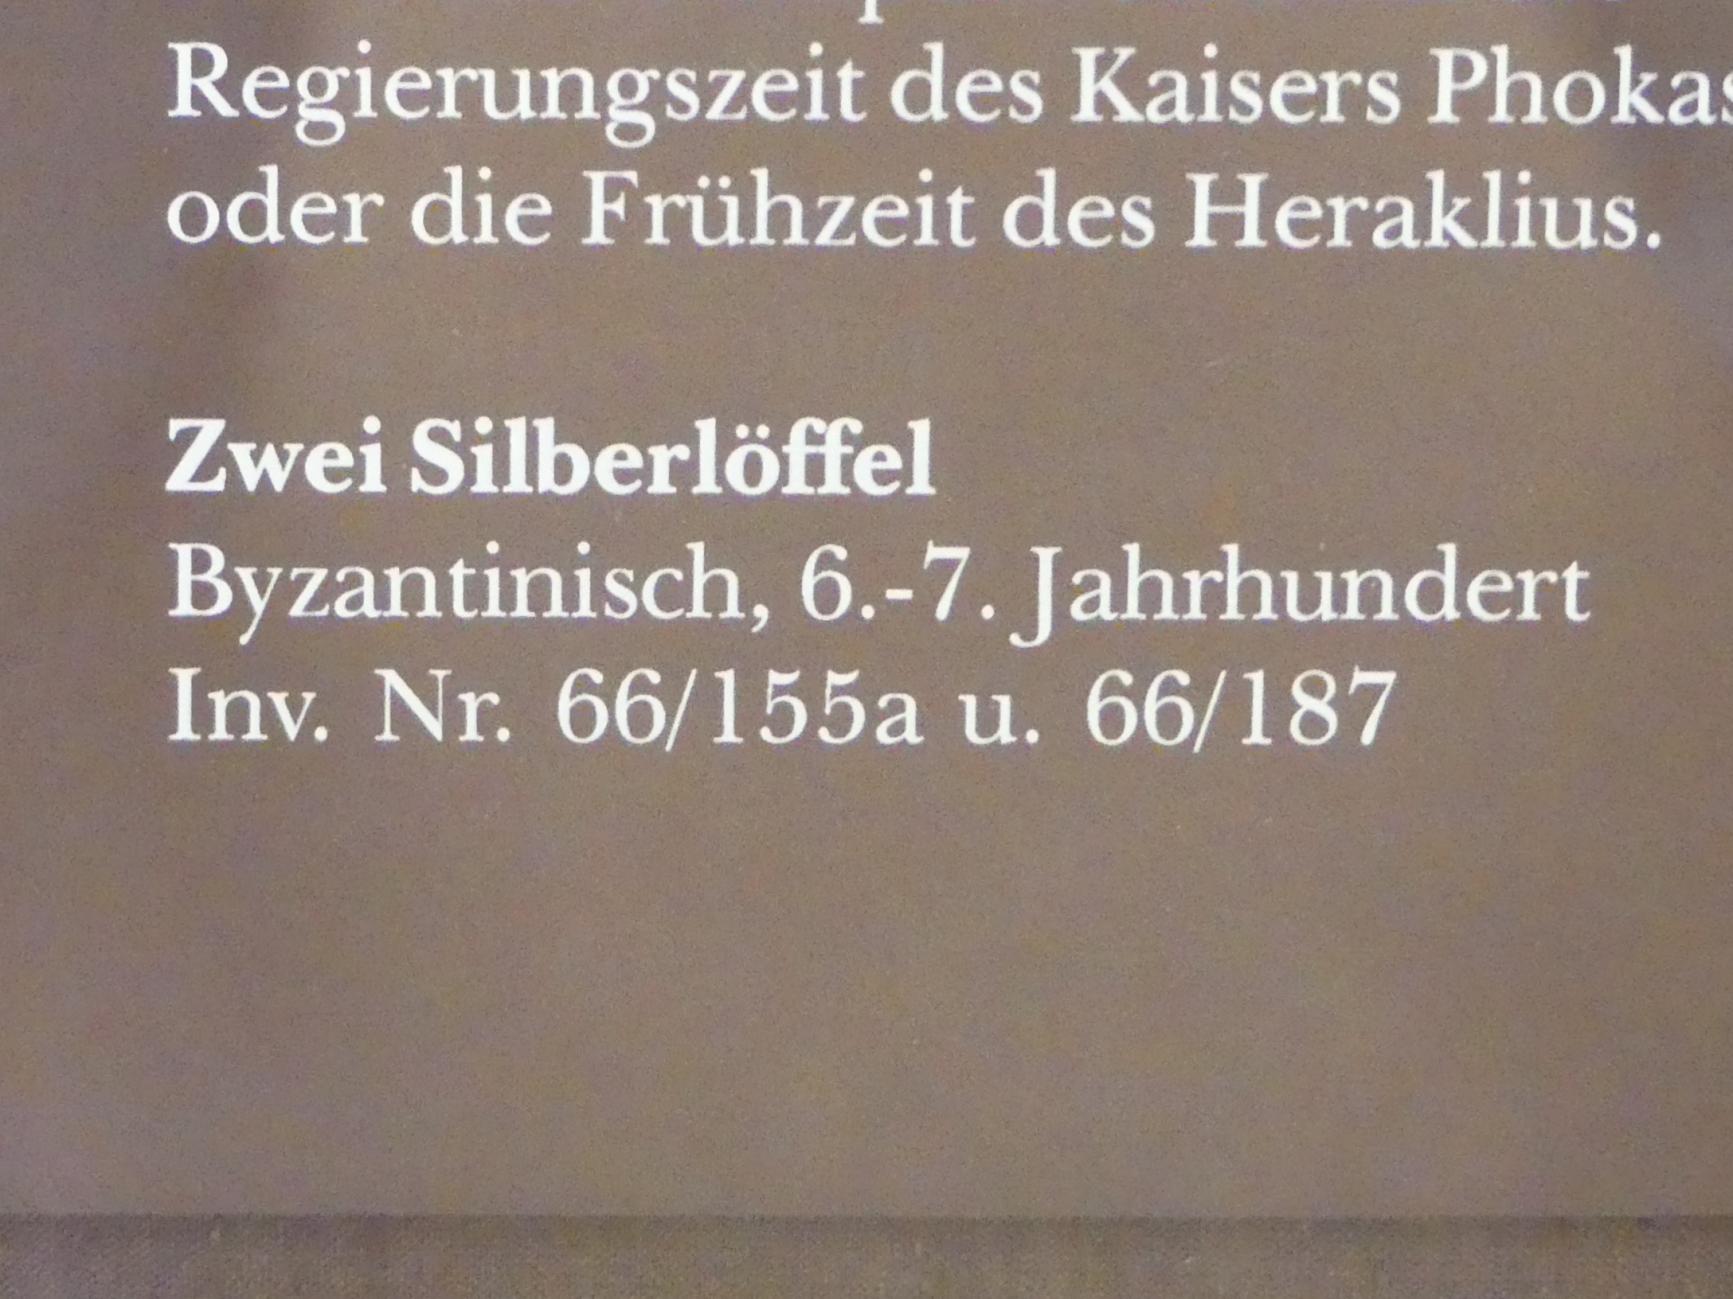 Regierungszeit des Kaisers Phokas
oder die Frühzeit des Heraklius.
Zwei Silberlöffel
Byzantinisch, 6.-7. Jahrhundert
Inv. Nr. 66/155a u. 66/187